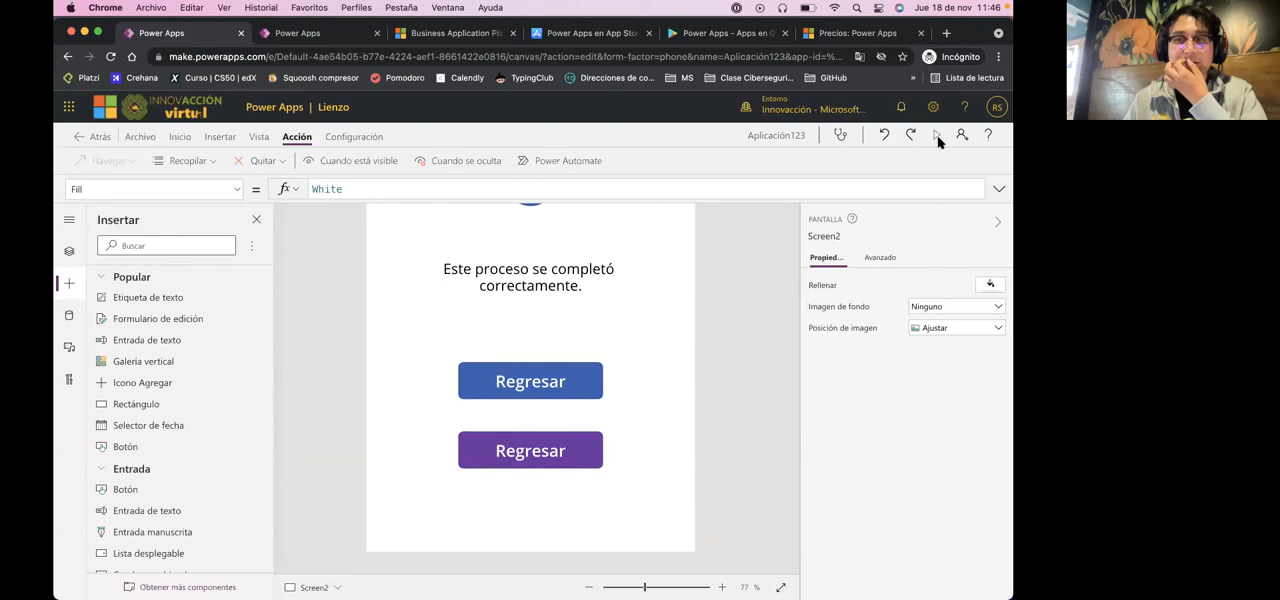 Chrome Archivo Editar Ver Historial Favoritos Perfiles Pestaña Ventana Ayuda Jue 18 de nov 11:46
Power Apps Power Apps Business Application Pl Power Apps en App Sto Power Apps - Apps en G Precios: Power Apps
make.powerapps.com/e/Default-4ae54b05-b77e-4224-aef1-8661422e0816/canvas/?action=edit&form-factor=phone&name=Aplicación123&app-id=%... Incógnito
Platzi Crehana Curso | CS50 | edX Squoosh compresor Pomodoro Calendly TypingClub Direcciones de co... MS Clase Ciberseguri... GitHub » Lista de lectura
INNOVACCIÓN virtual Power Apps | Lienzo Entorno Innovacción - Microsoft... RS
Atrás Archivo Inicio Insertar Vista Acción Configuración Aplicación123
Navegar Recopilar Quitar Cuando está visible Cuando se oculta Power Automate
Fill = fx White
Insertar
Buscar
Popular
Etiqueta de texto
Formulario de edición
Entrada de texto
Galería vertical
Icono Agregar
Rectángulo
Selector de fecha
Botón
Entrada
Botón
Entrada de texto
Entrada manuscrita
Lista desplegable
Obtener más componentes
Este proceso se completó
correctamente.
Regresar
Regresar
Screen2 77 %
PANTALLA
Screen2
Propied... Avanzado
Rellenar
Imagen de fondo Ninguno
Posición de imagen Ajustar